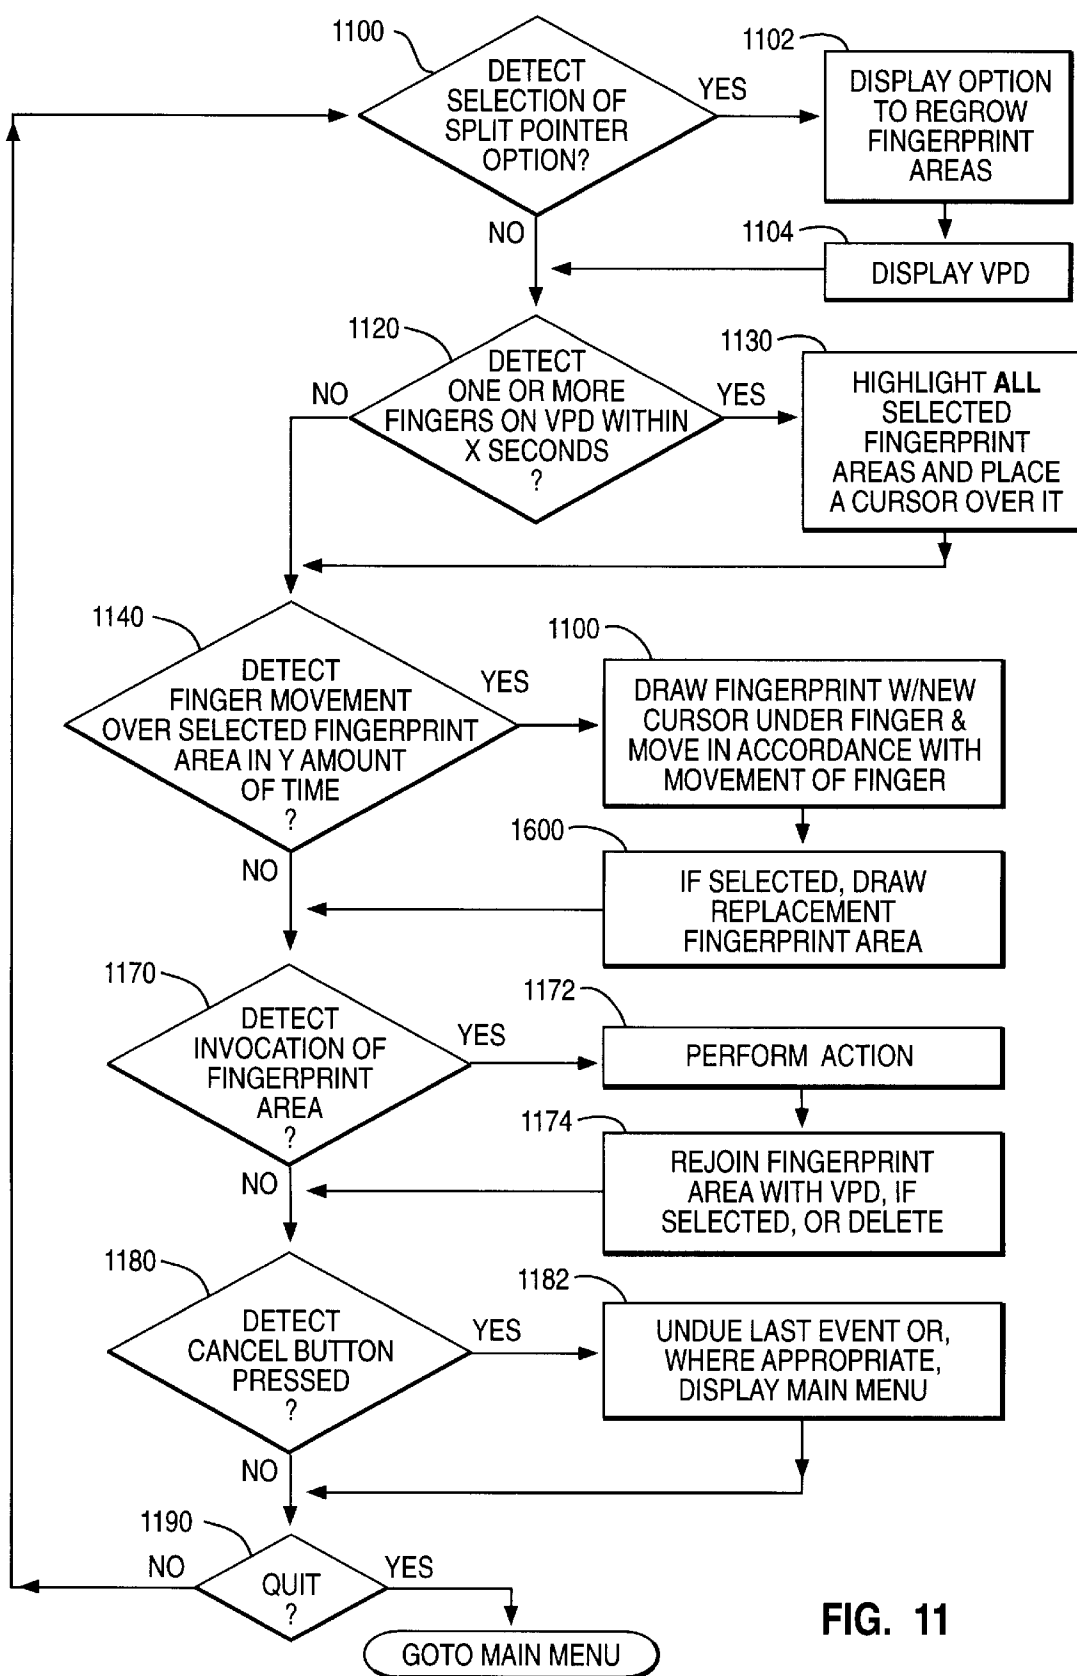 1100
DETECT
SELECTION OF
SPLIT POINTER
OPTION?
YES
NO
1102
DISPLAY OPTION
TO REGROW
FINGERPRINT
AREAS
1104
DISPLAY VPD
1120
DETECT
ONE OR MORE
FINGERS ON VPD WITHIN
X SECONDS
?
NO
YES
1130
HIGHLIGHT ALL
SELECTED
FINGERPRINT
AREAS AND PLACE
A CURSOR OVER IT
1140
DETECT
FINGER MOVEMENT
OVER SELECTED FINGERPRINT
AREA IN Y AMOUNT
OF TIME
?
YES
NO
1100
DRAW FINGERPRINT W/NEW
CURSOR UNDER FINGER &
MOVE IN ACCORDANCE WITH
MOVEMENT OF FINGER
1600
IF SELECTED, DRAW
REPLACEMENT
FINGERPRINT AREA
1170
DETECT
INVOCATION OF
FINGERPRINT
AREA
?
YES
NO
1172
PERFORM ACTION
1174
REJOIN FINGERPRINT
AREA WITH VPD, IF
SELECTED, OR DELETE
1180
DETECT
CANCEL BUTTON
PRESSED
?
YES
NO
1182
UNDUE LAST EVENT OR,
WHERE APPROPRIATE,
DISPLAY MAIN MENU
1190
QUIT
?
NO
YES
GOTO MAIN MENU
FIG. 11